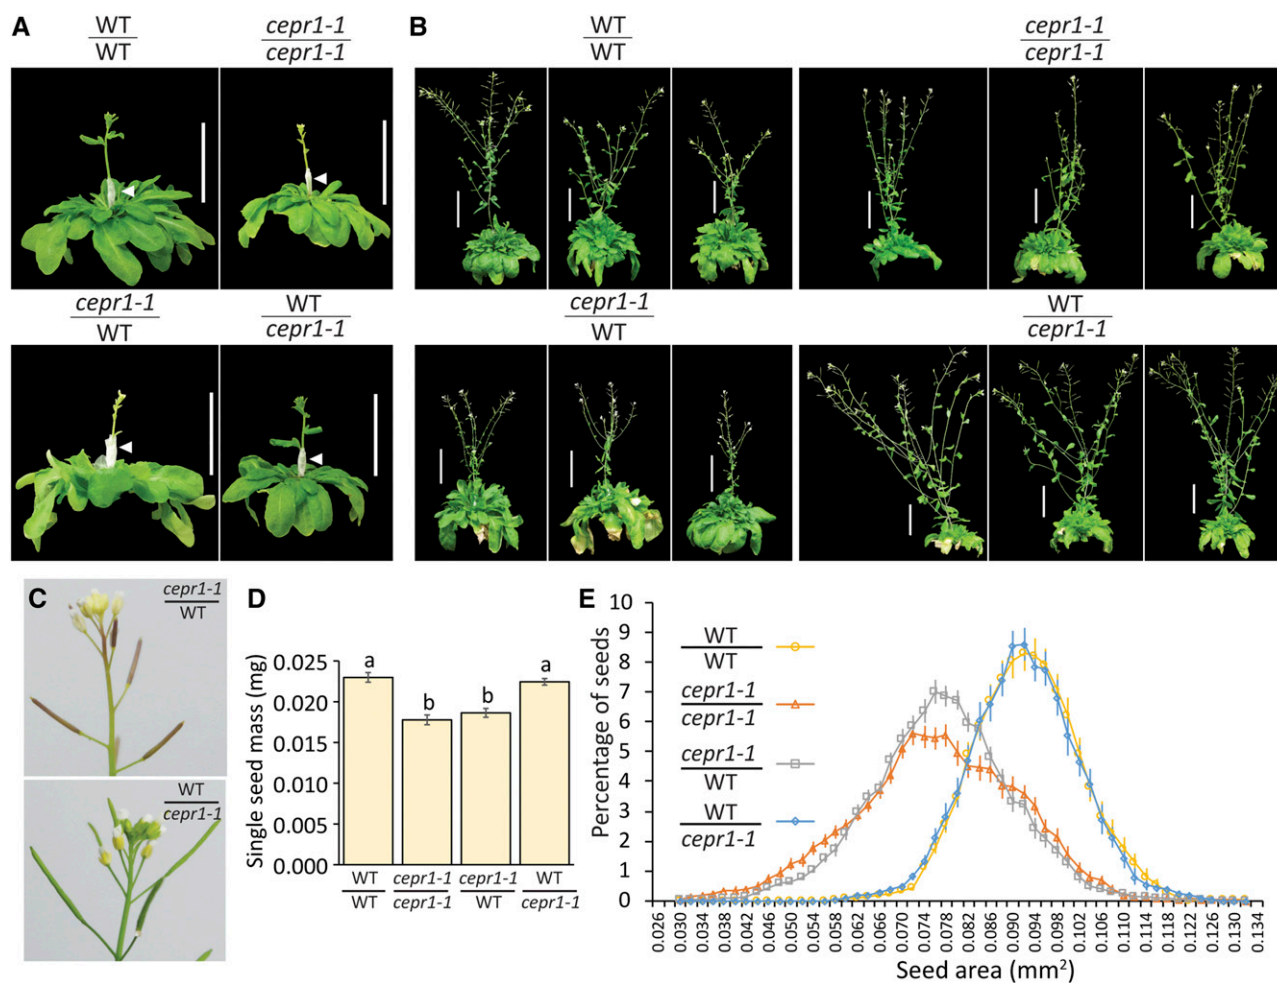 A
WT
WT
cepr1-1
cepr1-1
B
WT
WT
cepr1-1
cepr1-1
cepr1-1
WT
WT
cepr1-1
cepr1-1
WT
WT
cepr1-1
C
cepr1-1
WT
WT
cepr1-1
D
Single seed mass (mg)
0.025
0.020
0.015
0.010
0.005
0.000
a
b
b
a
WT
WT
cepr1-1
cepr1-1
cepr1-1
WT
WT
cepr1-1
E
Percentage of seeds
10
9
8
7
6
5
4
3
2
1
0
WT
WT
cepr1-1
cepr1-1
cepr1-1
WT
WT
cepr1-1
0.026
0.030
0.034
0.038
0.042
0.046
0.050
0.054
0.058
0.062
0.066
0.070
0.074
0.078
0.082
0.086
0.090
0.094
0.098
0.102
0.106
0.110
0.114
0.118
0.122
0.126
0.130
0.134
Seed area (mm²)